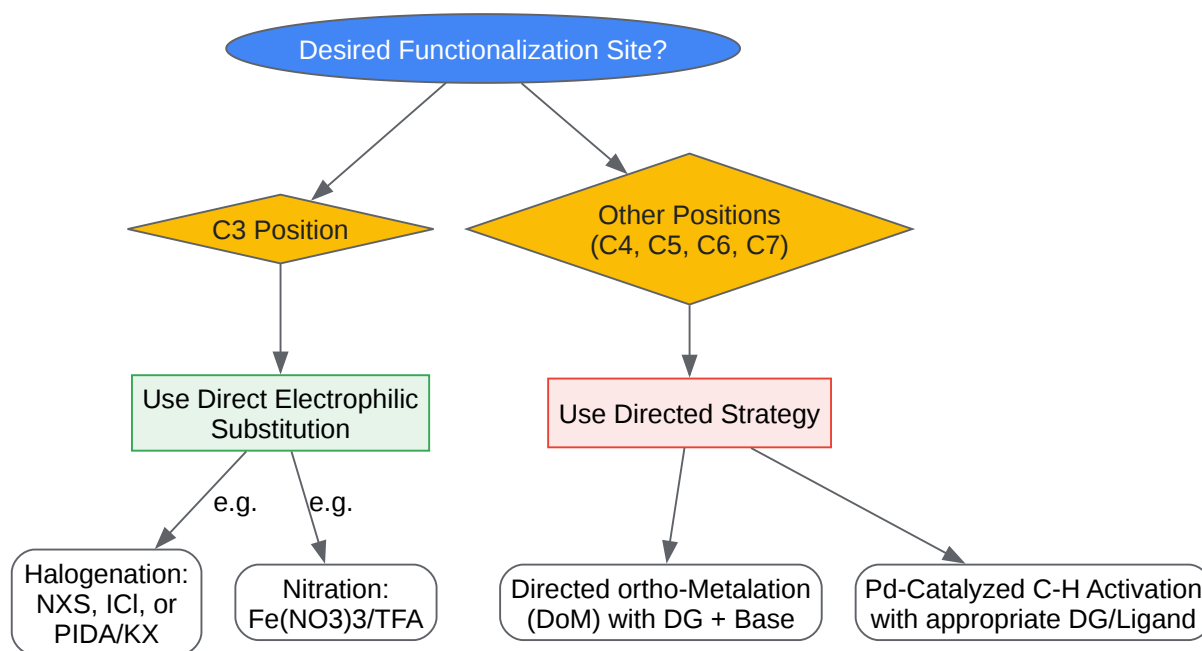 Desired Functionalization Site?
C3 Position
Other Positions
(C4, C5, C6, C7)
Use Direct Electrophilic
Substitution
Use Directed Strategy
e.g.
e.g.
Halogenation:
NXS, ICl, or
PIDA/KX
Nitration:
Fe(NO3)3/TFA
Directed ortho-Metalation
(DoM) with DG + Base
Pd-Catalyzed C-H Activation
with appropriate DG/Ligand